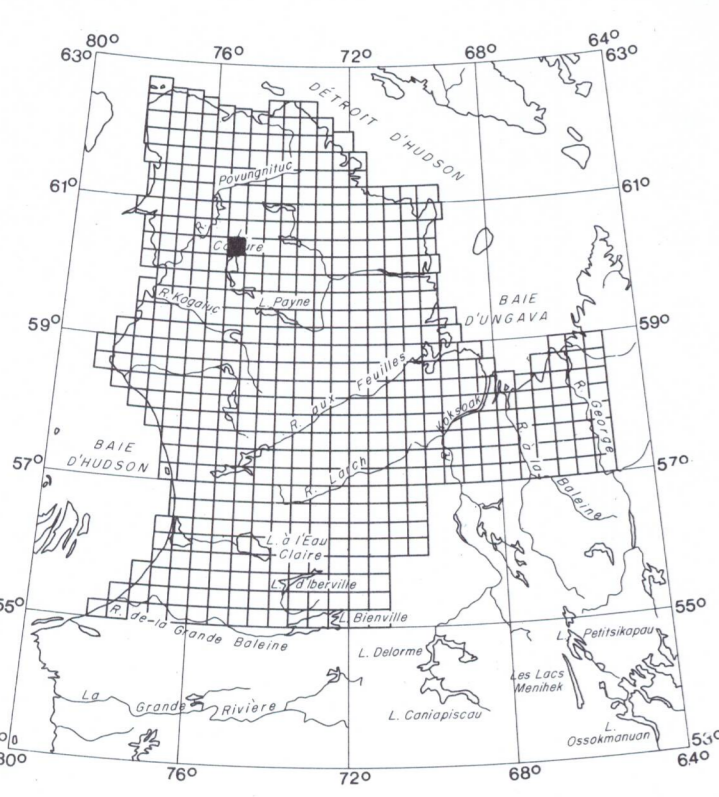 80° 76° 72° 68° 64°
63° 63°
DÉTROIT D'HUDSON
Povungnituc
61° 61°
R.
R. Kogaluc
L. Payne
BAIE
D'UNGAVA
59° 59°
R. aux Feuilles
Koksoak
R. George
BAIE
D'HUDSON
57° 57°
R. Larch
R. à la Baleine
L. à l'Eau
Claire
L. d'Iberville
55° 55°
R. de-la Grande Baleine
L. Bienville
L. Petitsikapau
L. Delorme
Les Lacs
Menihek
La Grande Rivière
L. Caniapiscau
L.
Ossokmanuan
53°
76° 72° 68° 64°